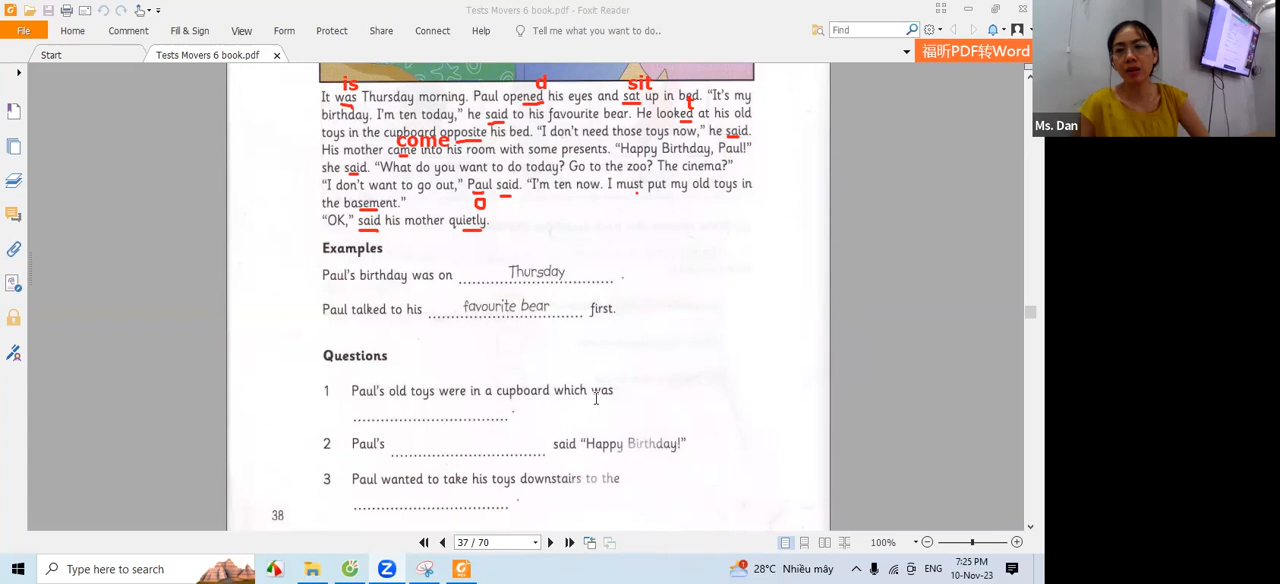 Tests Movers 6 book.pdf - Foxit Reader
File Home Comment Fill & Sign View Form Protect Share Connect Help Tell me what you want to do... Find
Start Tests Movers 6 book.pdf
福昕PDF转Word
Ms. Dan
is d sit
It was Thursday morning. Paul opened his eyes and sat up in bed. “It’s my
t
birthday. I’m ten today,” he said to his favourite bear. He looked at his old
toys in the cupboard opposite his bed. “I don’t need those toys now,” he said.
come
His mother came into his room with some presents. “Happy Birthday, Paul!”
she said. “What do you want to do today? Go to the zoo? The cinema?”
“I don’t want to go out,” Paul said. “I’m ten now. I must put my old toys in
the basement.”
“OK,” said his mother quietly.
Examples
Paul’s birthday was on Thursday .
Paul talked to his favourite bear first.
Questions
1 Paul’s old toys were in a cupboard which was
.
2 Paul’s said “Happy Birthday!”
3 Paul wanted to take his toys downstairs to the
.
38
37 / 70 100%
Type here to search 28°C Nhiều mây ENG 7:25 PM
10-Nov-23